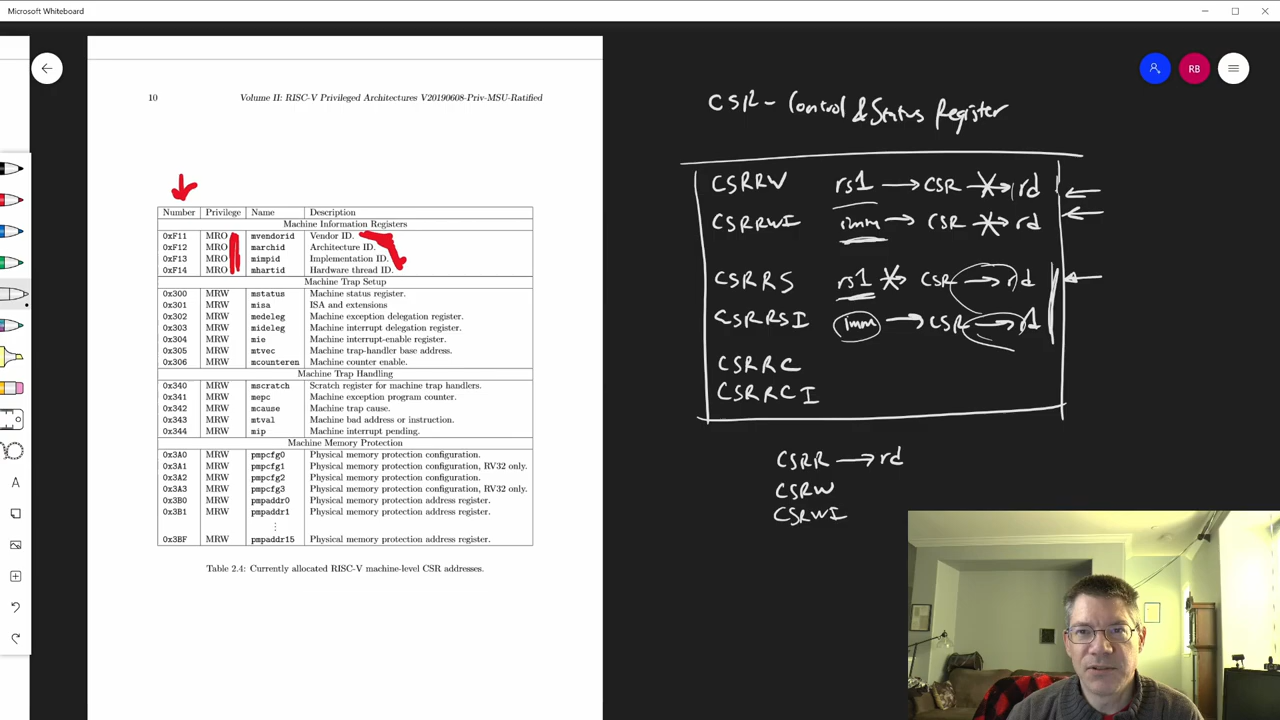 Microsoft Whiteboard
RB
10 Volume II: RISC-V Privileged Architectures V20190608-Priv-MSU-Ratified
Number Privilege Name Description
Machine Information Registers
0xF11 MRO mvendorid Vendor ID.
0xF12 MRO marchid Architecture ID.
0xF13 MRO mimpid Implementation ID.
0xF14 MRO mhartid Hardware thread ID.
Machine Trap Setup
0x300 MRW mstatus Machine status register.
0x301 MRW misa ISA and extensions
0x302 MRW medeleg Machine exception delegation register.
0x303 MRW mideleg Machine interrupt delegation register.
0x304 MRW mie Machine interrupt-enable register.
0x305 MRW mtvec Machine trap-handler base address.
0x306 MRW mcounteren Machine counter enable.
Machine Trap Handling
0x340 MRW mscratch Scratch register for machine trap handlers.
0x341 MRW mepc Machine exception program counter.
0x342 MRW mcause Machine trap cause.
0x343 MRW mtval Machine bad address or instruction.
0x344 MRW mip Machine interrupt pending.
Machine Memory Protection
0x3A0 MRW pmpcfg0 Physical memory protection configuration.
0x3A1 MRW pmpcfg1 Physical memory protection configuration, RV32 only.
0x3A2 MRW pmpcfg2 Physical memory protection configuration.
0x3A3 MRW pmpcfg3 Physical memory protection configuration, RV32 only.
0x3B0 MRW pmpaddr0 Physical memory protection address register.
0x3B1 MRW pmpaddr1 Physical memory protection address register.
⋮
0x3BF MRW pmpaddr15 Physical memory protection address register.
Table 2.4: Currently allocated RISC-V machine-level CSR addresses.
CSR - Control & Status Register
CSRRW rs1 → CSR → rd
CSRRWI imm → CSR → rd
CSRRS rs1 → CSR → rd
CSRRSI imm → CSR → rd
CSRRC
CSRRCI
CSRR → rd
CSRW
CSRWI